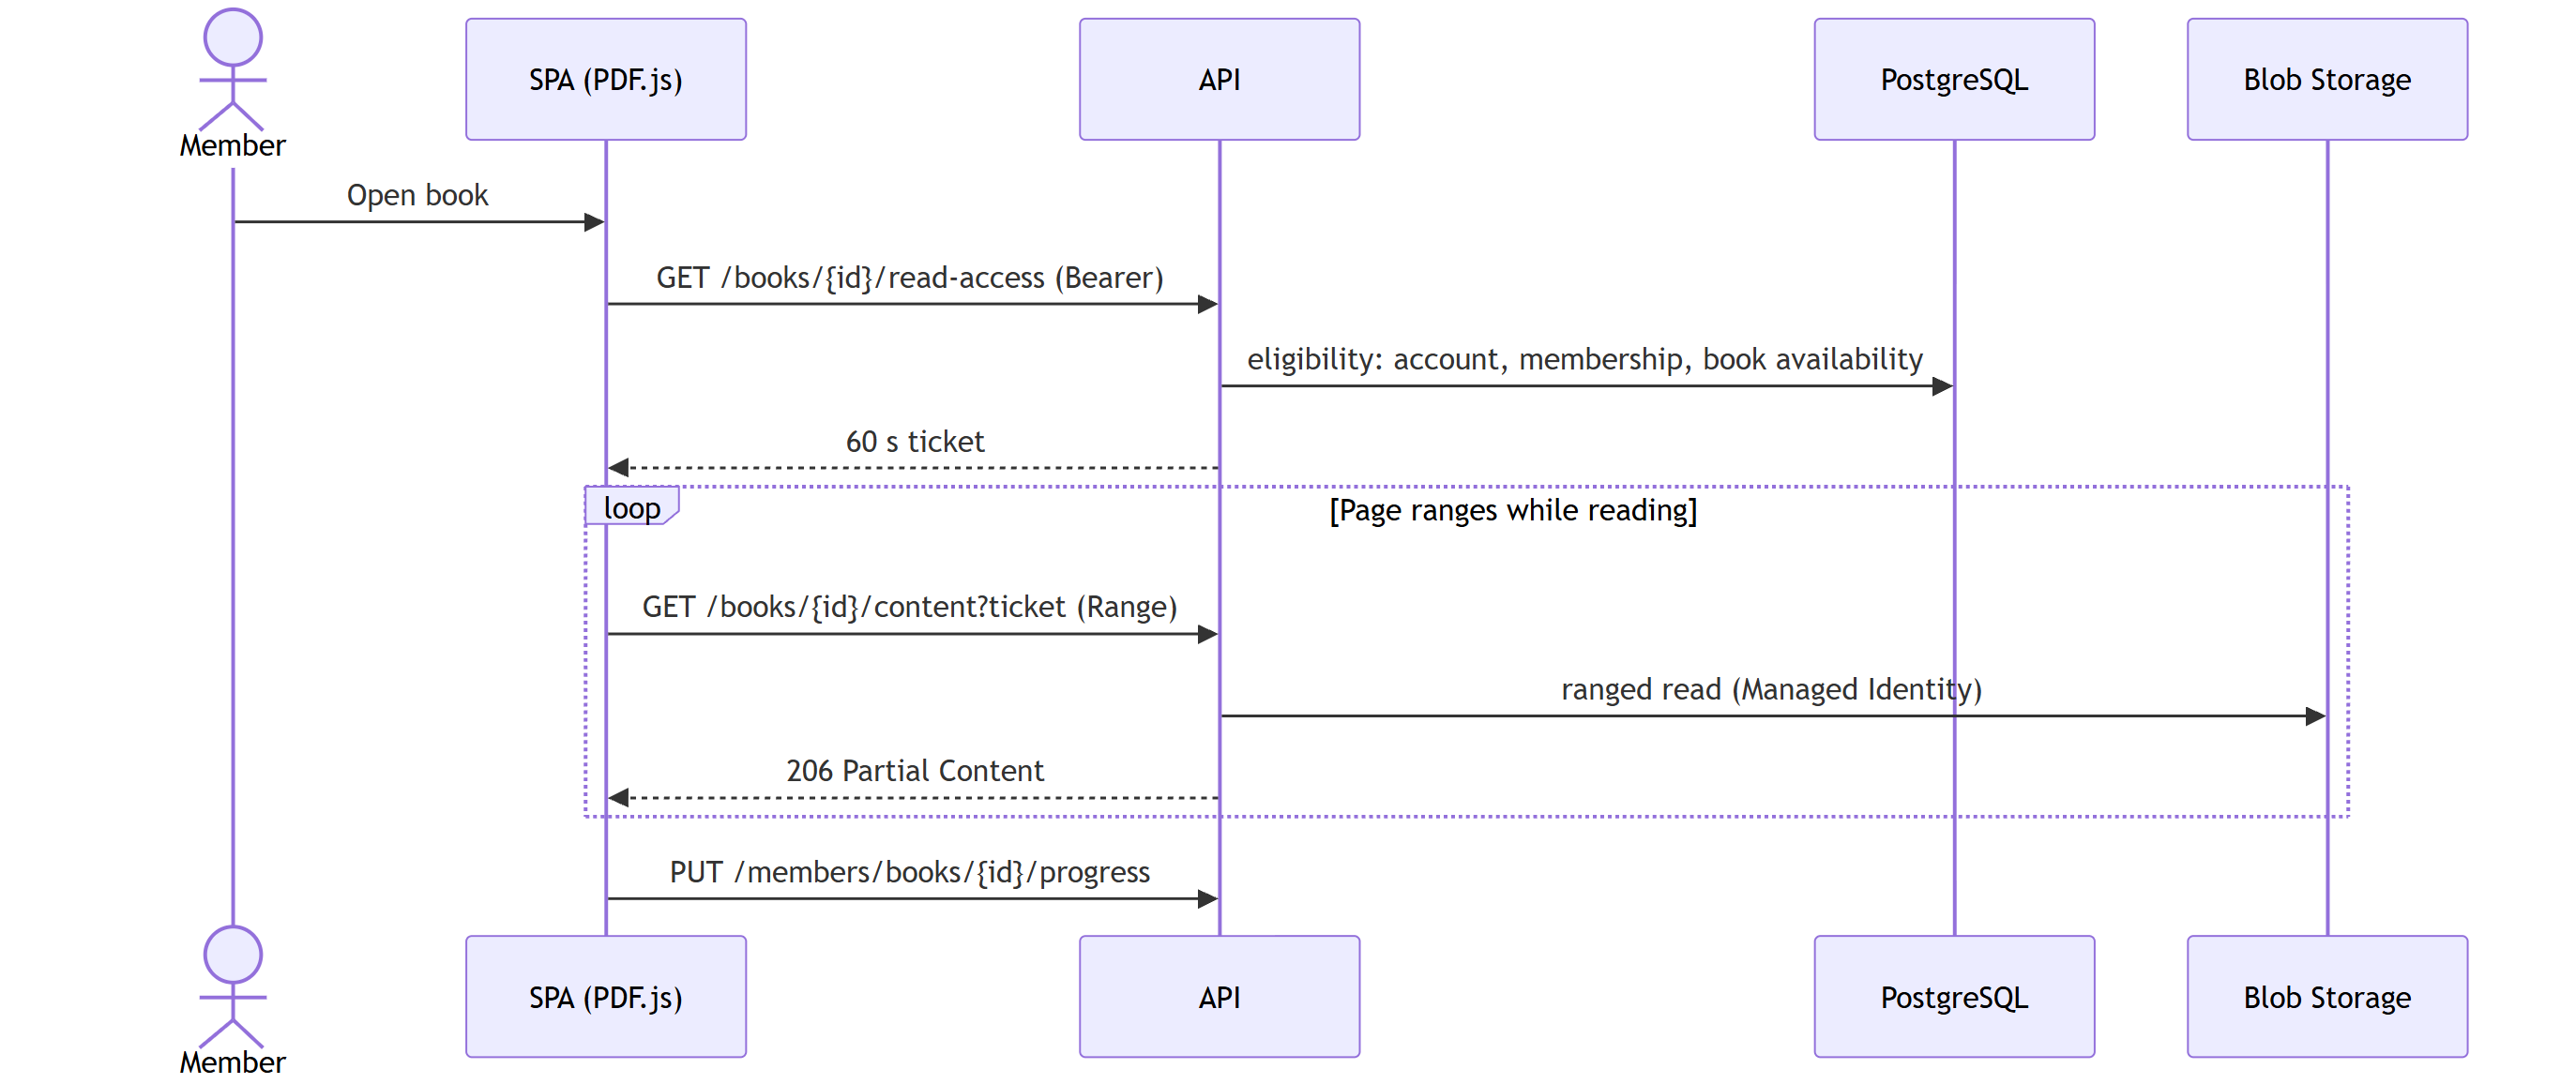 Member
SPA (PDF.js)
API
PostgreSQL
Blob Storage
Open book
GET /books/{id}/read-access (Bearer)
eligibility: account, membership, book availability
60 s ticket
loop
[Page ranges while reading]
GET /books/{id}/content?ticket (Range)
ranged read (Managed Identity)
206 Partial Content
PUT /members/books/{id}/progress
Member
SPA (PDF.js)
API
PostgreSQL
Blob Storage